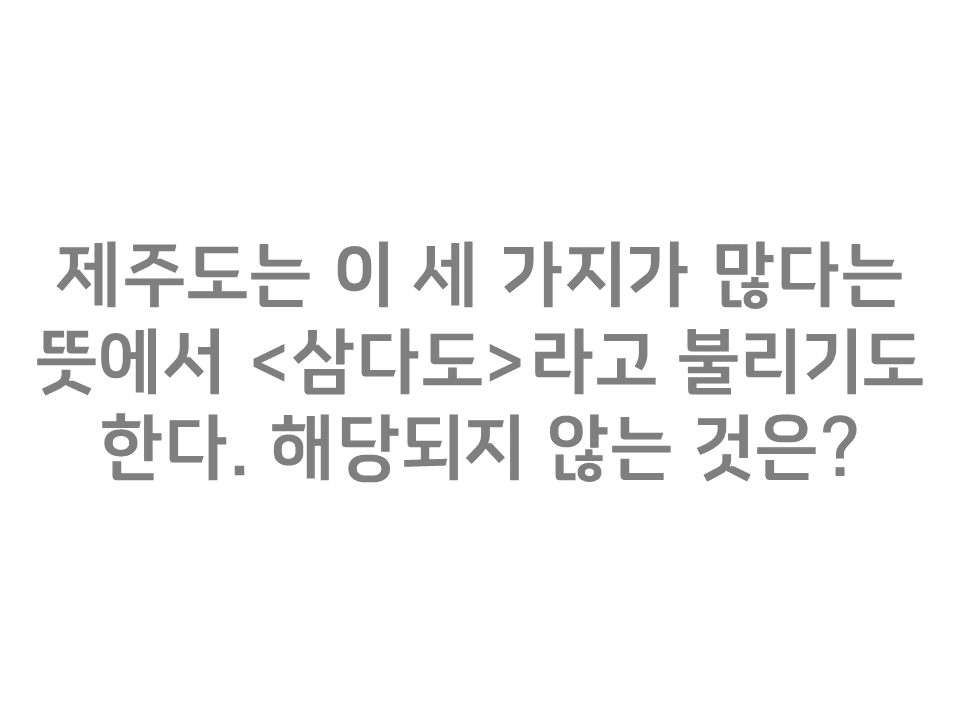 제주도는 이 세 가지가 많다는
뜻에서 <삼다도>라고 불리기도
한다. 해당되지 않는 것은?